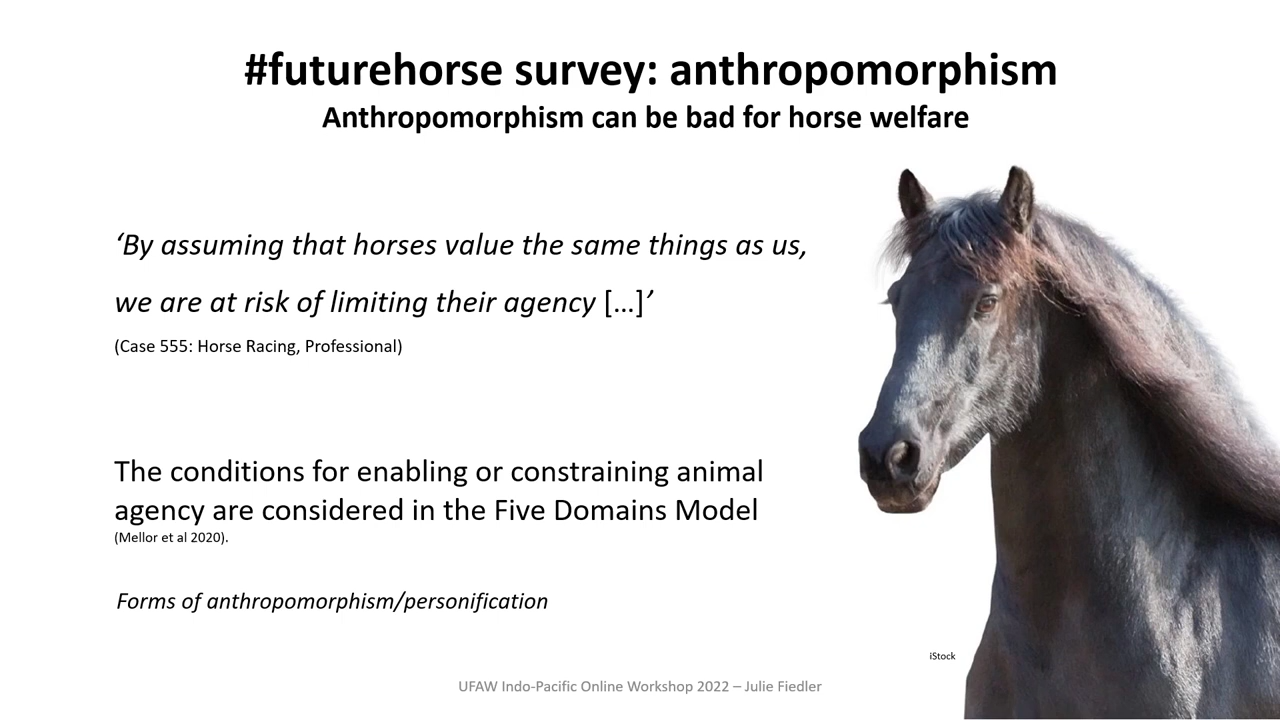 #futurehorse survey: anthropomorphism
Anthropomorphism can be bad for horse welfare
‘By assuming that horses value the same things as us,
we are at risk of limiting their agency […]’
(Case 555: Horse Racing, Professional)
The conditions for enabling or constraining animal
agency are considered in the Five Domains Model
(Mellor et al 2020).
Forms of anthropomorphism/personification
iStock
UFAW Indo-Pacific Online Workshop 2022 – Julie Fiedler